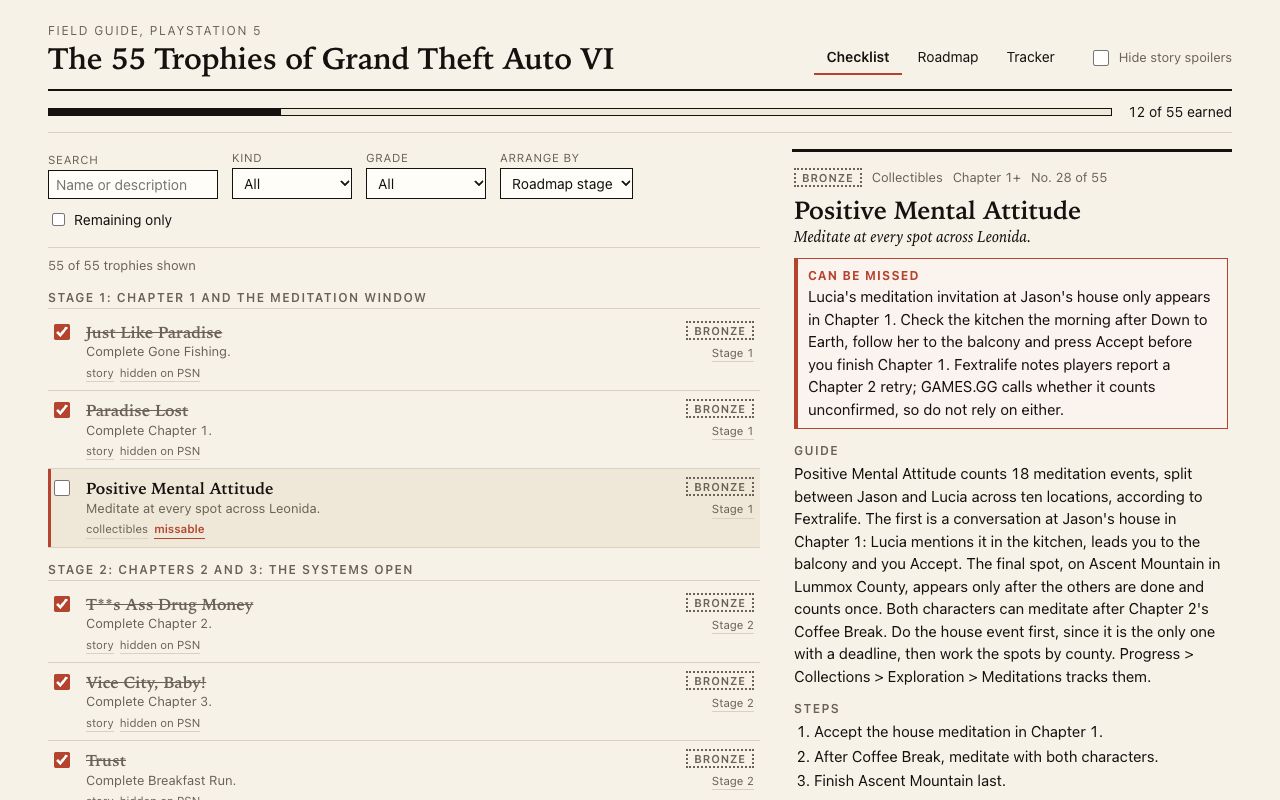 FIELD GUIDE, PLAYSTATION 5
The 55 Trophies of Grand Theft Auto VI
Checklist
Roadmap
Tracker
Hide story spoilers
12 of 55 earned
SEARCH
Name or description
KIND
All
GRADE
All
ARRANGE BY
Roadmap stage
Remaining only
55 of 55 trophies shown
STAGE 1: CHAPTER 1 AND THE MEDITATION WINDOW
Just Like Paradise
Complete Gone Fishing.
story hidden on PSN
BRONZE
Stage 1
Paradise Lost
Complete Chapter 1.
story hidden on PSN
BRONZE
Stage 1
Positive Mental Attitude
Meditate at every spot across Leonida.
collectibles missable
BRONZE
Stage 1
STAGE 2: CHAPTERS 2 AND 3: THE SYSTEMS OPEN
T**s Ass Drug Money
Complete Chapter 2.
story hidden on PSN
BRONZE
Stage 2
Vice City, Baby!
Complete Chapter 3.
story hidden on PSN
BRONZE
Stage 2
Trust
Complete Breakfast Run.
story hidden on PSN
BRONZE
Stage 2
BRONZE Collectibles Chapter 1+ No. 28 of 55
Positive Mental Attitude
Meditate at every spot across Leonida.
CAN BE MISSED
Lucia's meditation invitation at Jason's house only appears
in Chapter 1. Check the kitchen the morning after Down to
Earth, follow her to the balcony and press Accept before
you finish Chapter 1. Fextralife notes players report a
Chapter 2 retry; GAMES.GG calls whether it counts
unconfirmed, so do not rely on either.
GUIDE
Positive Mental Attitude counts 18 meditation events, split
between Jason and Lucia across ten locations, according to
Fextralife. The first is a conversation at Jason's house in
Chapter 1: Lucia mentions it in the kitchen, leads you to the
balcony and you Accept. The final spot, on Ascent Mountain in
Lummox County, appears only after the others are done and
counts once. Both characters can meditate after Chapter 2's
Coffee Break. Do the house event first, since it is the only one
with a deadline, then work the spots by county. Progress >
Collections > Exploration > Meditations tracks them.
STEPS
1. Accept the house meditation in Chapter 1.
2. After Coffee Break, meditate with both characters.
3. Finish Ascent Mountain last.